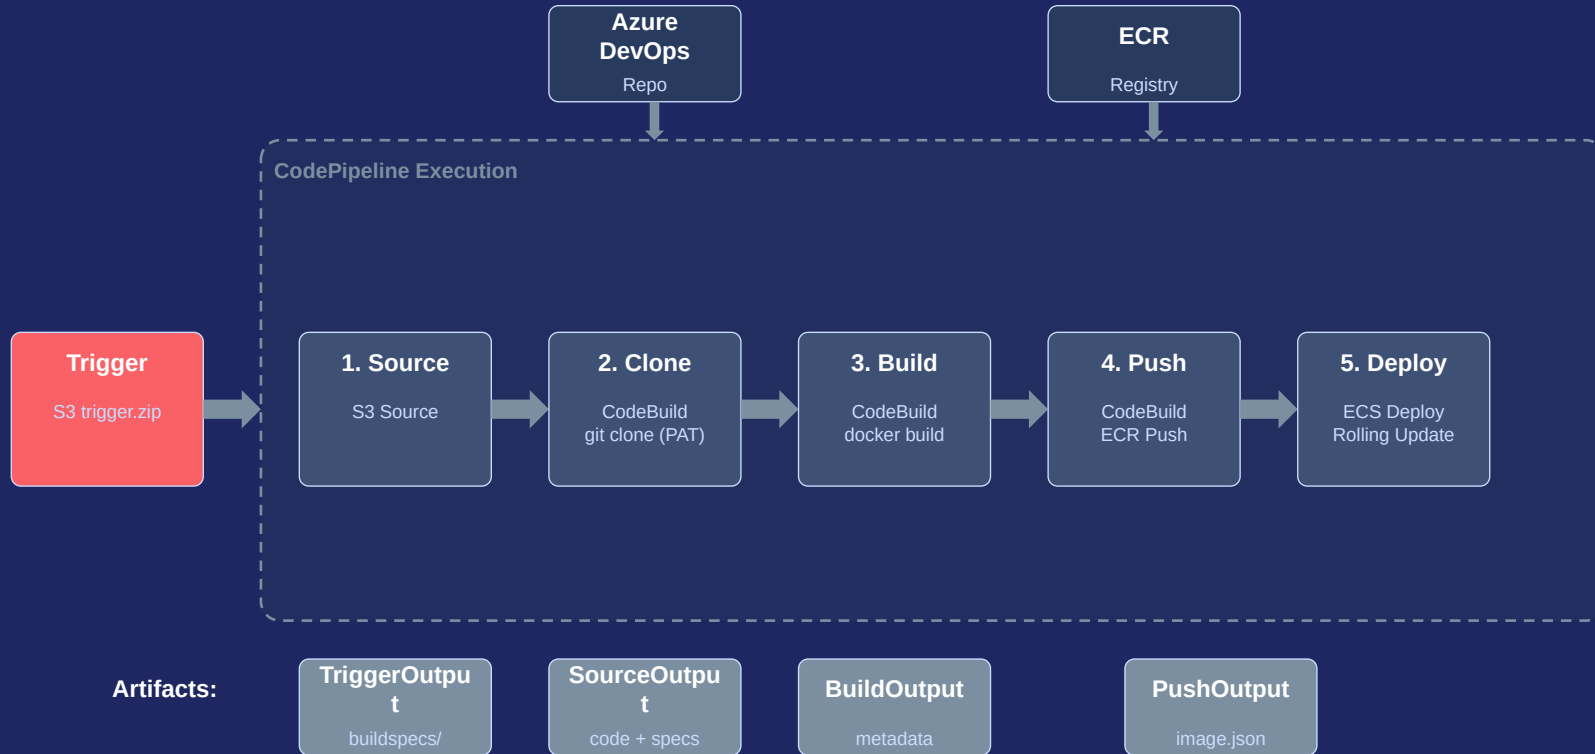 Azure
DevOps
Repo
ECR
Registry
CodePipeline Execution
Trigger
S3 trigger.zip
1. Source
S3 Source
2. Clone
CodeBuild
git clone (PAT)
3. Build
CodeBuild
docker build
4. Push
CodeBuild
ECR Push
5. Deploy
ECS Deploy
Rolling Update
Artifacts:
TriggerOutpu
t
buildspecs/
SourceOutpu
t
code + specs
BuildOutput
metadata
PushOutput
image.json